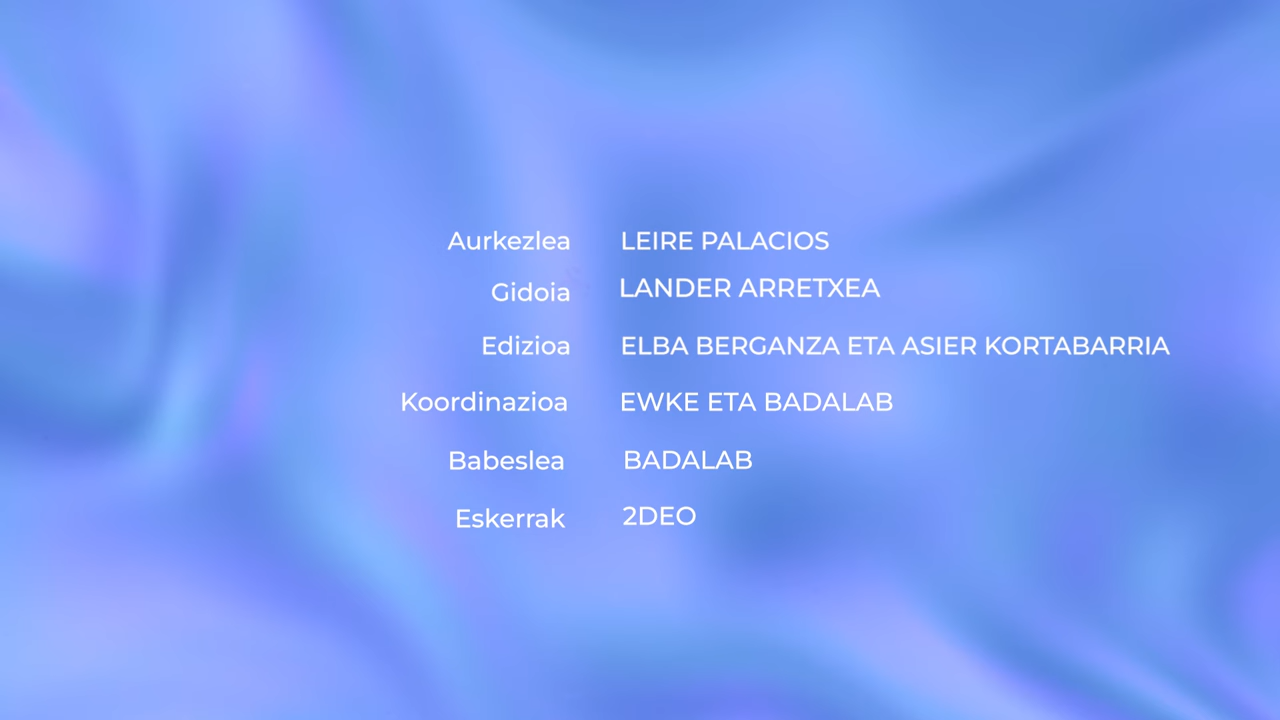 Aurkezlea LEIRE PALACIOS
Gidoia LANDER ARRETXEA
Edizioa ELBA BERGANZA ETA ASIER KORTABARRIA
Koordinazioa EWKE ETA BADALAB
Babeslea BADALAB
Eskerrak 2DEO